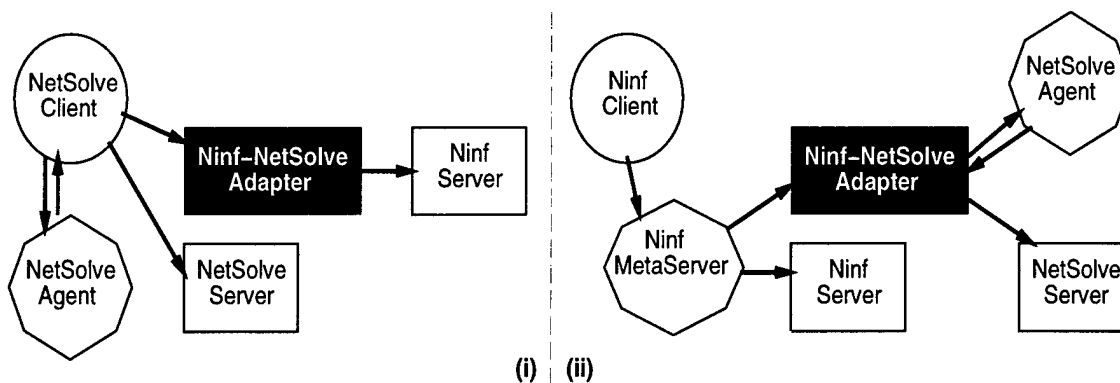 NetSolve
Client
Ninf-NetSolve
Adapter
Ninf
Server
NetSolve
Agent
NetSolve
Server
(i)
Ninf
Client
NetSolve
Agent
Ninf-NetSolve
Adapter
Ninf
MetaServer
Ninf
Server
NetSolve
Server
(ii)